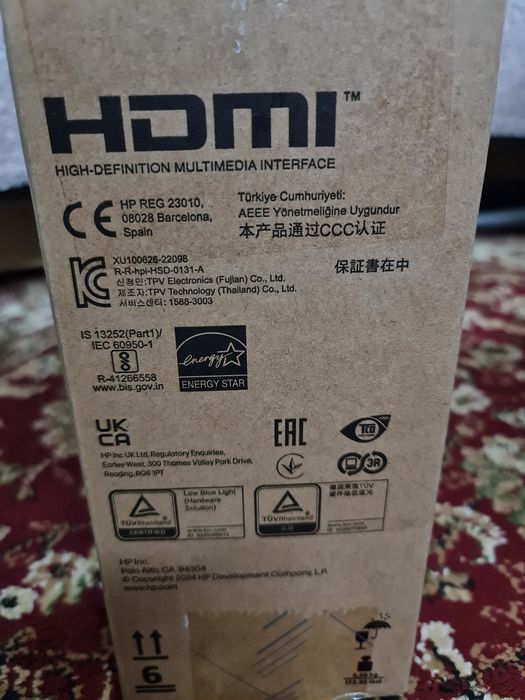 HDMI™
HIGH-DEFINITION MULTIMEDIA INTERFACE
CE
HP REG 23010,
08028 Barcelona,
Spain
Türkiye Cumhuriyeti:
AEEE Yönetmeliğine Uygundur
本产品通过CCC认证
保証書在中
KC
XU100626-22098
R-R-hpi-HSD-0131-A
신청인:TPV Electronics (Fujian) Co., Ltd.
제조자:TPV Technology (Thailand) Co., Ltd.
서비스센터: 1588-3003
IS 13252(Part1)/
IEC 60950-1
R-41266558
www.bis.gov.in
energy
ENERGY STAR
UK
CA
HP Inc UK Ltd, Regulatory Enquiries,
Earley West, 300 Thames Valley Park Drive,
Reading, RG6 1PT
EAC
TCO
3R
TÜVRheinland
CERTIFIED
Low Blue Light
(Hardware
Solution)
TÜVRheinland
HP Inc.
Palo Alto, CA 94304
© Copyright 2024 HP Development Company, L.P.
www.hp.com
6